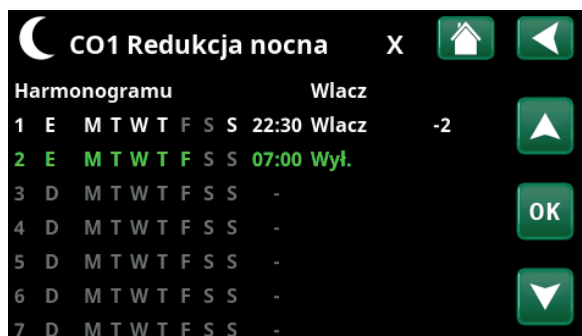 CO1 Redukcja nocna X
Harmonogramu Wlacz
1 E M T W T F S S 22:30 Wlacz -2
2 E M T W T F S S 07:00 Wył.
3 D M T W T F S S -
4 D M T W T F S S -
OK
5 D M T W T F S S -
6 D M T W T F S S -
7 D M T W T F S S -